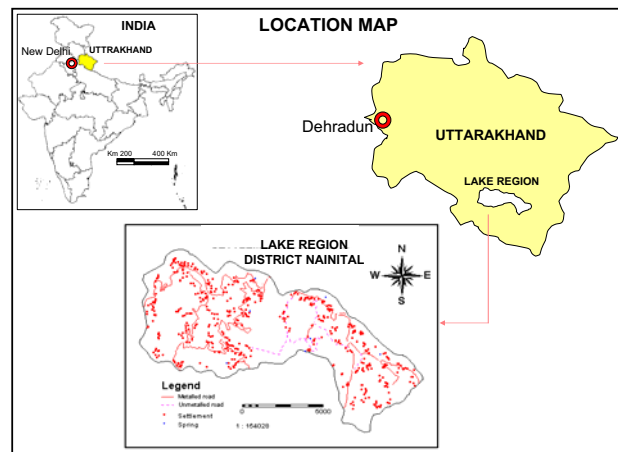 LOCATION MAP
INDIA
New Delhi
UTTRAKHAND
Km 200 400 Km
Dehradun
UTTARAKHAND
LAKE REGION
LAKE REGION
DISTRICT NAINITAL
N
W E
S
Legend
Metalled road
Unmetalled road
Settlement
Spring
0 5000
1 : 164028